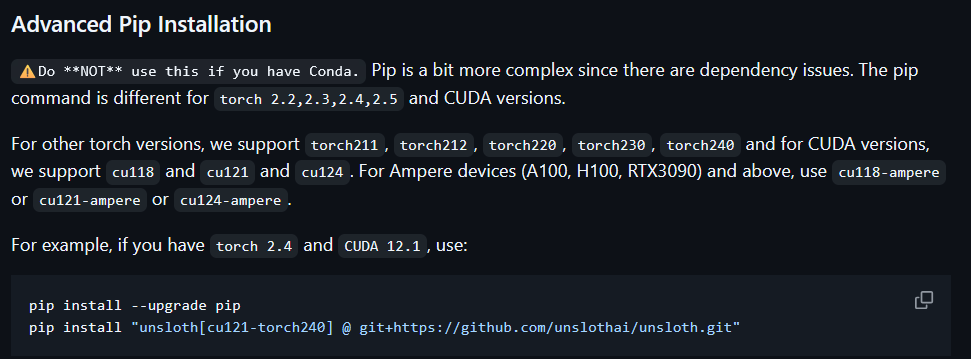 Advanced Pip Installation
⚠️Do **NOT** use this if you have Conda. Pip is a bit more complex since there are dependency issues. The pip
command is different for torch 2.2,2.3,2.4,2.5 and CUDA versions.
For other torch versions, we support torch211, torch212, torch220, torch230, torch240 and for CUDA versions,
we support cu118 and cu121 and cu124. For Ampere devices (A100, H100, RTX3090) and above, use cu118-ampere
or cu121-ampere or cu124-ampere.
For example, if you have torch 2.4 and CUDA 12.1, use:
pip install --upgrade pip
pip install "unsloth[cu121-torch240] @ git+https://github.com/unslothai/unsloth.git"